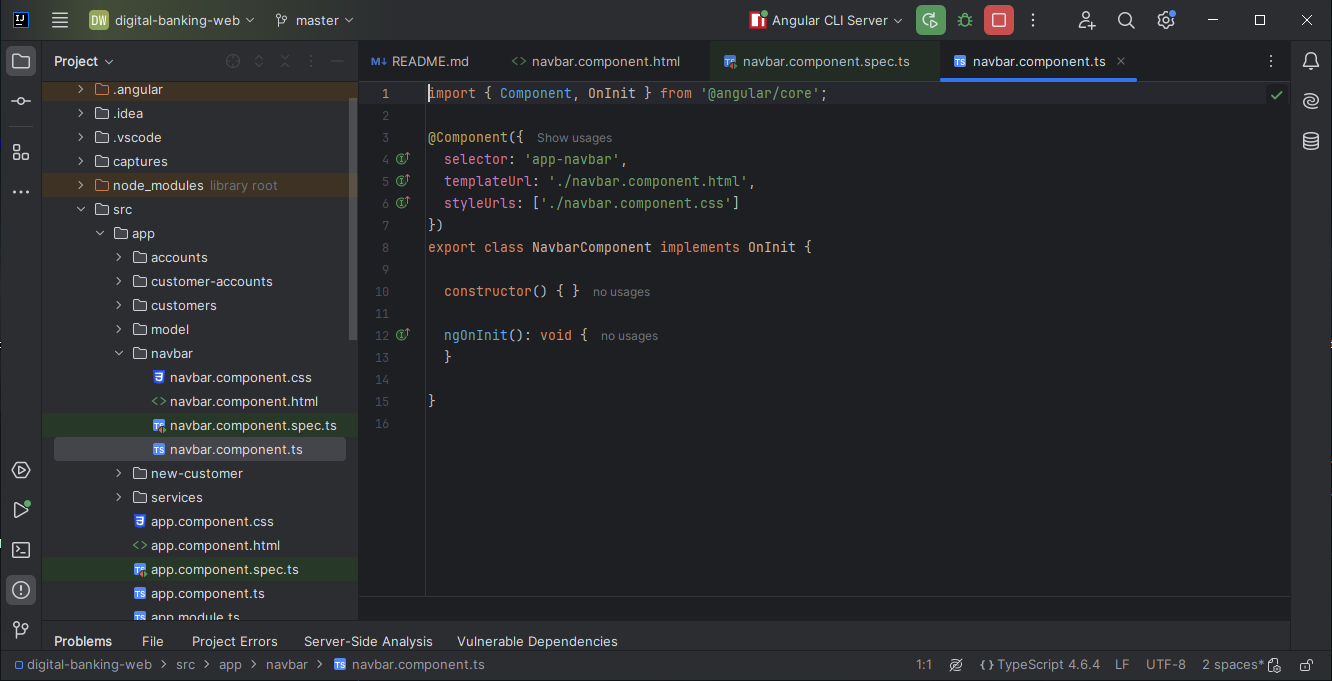 DW digital-banking-web master Angular CLI Server
Project
README.md navbar.component.html navbar.component.spec.ts navbar.component.ts
.angular
.idea
.vscode
captures
node_modules library root
src
app
accounts
customer-accounts
customers
model
navbar
navbar.component.css
navbar.component.html
navbar.component.spec.ts
navbar.component.ts
new-customer
services
app.component.css
app.component.html
app.component.spec.ts
app.component.ts
app.module.ts
1 import { Component, OnInit } from '@angular/core';
2
3 @Component({ Show usages
4 selector: 'app-navbar',
5 templateUrl: './navbar.component.html',
6 styleUrls: ['./navbar.component.css']
7 })
8 export class NavbarComponent implements OnInit {
9
10 constructor() { } no usages
11
12 ngOnInit(): void { no usages
13 }
14
15 }
16
Problems File Project Errors Server-Side Analysis Vulnerable Dependencies
digital-banking-web > src > app > navbar > navbar.component.ts 1:1 {} TypeScript 4.6.4 LF UTF-8 2 spaces*